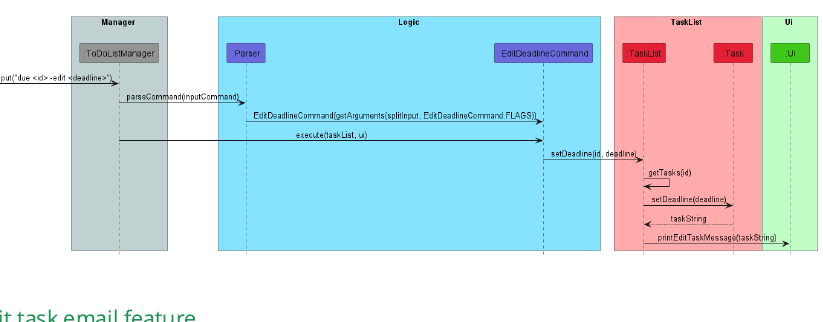 Manager Logic TaskList Ui
:ToDoListManager :Parser EditDeadlineCommand :TaskList :Task :Ui
put("due <id> -edit <deadline>")
parseCommand(inputCommand)
EditDeadlineCommand(getArguments(splitInput, EditDeadlineCommand.FLAGS))
execute(taskList, ui)
setDeadline(id, deadline)
getTasks(id)
setDeadline(deadline)
taskString
printEditTaskMessage(taskString)
it task email feature